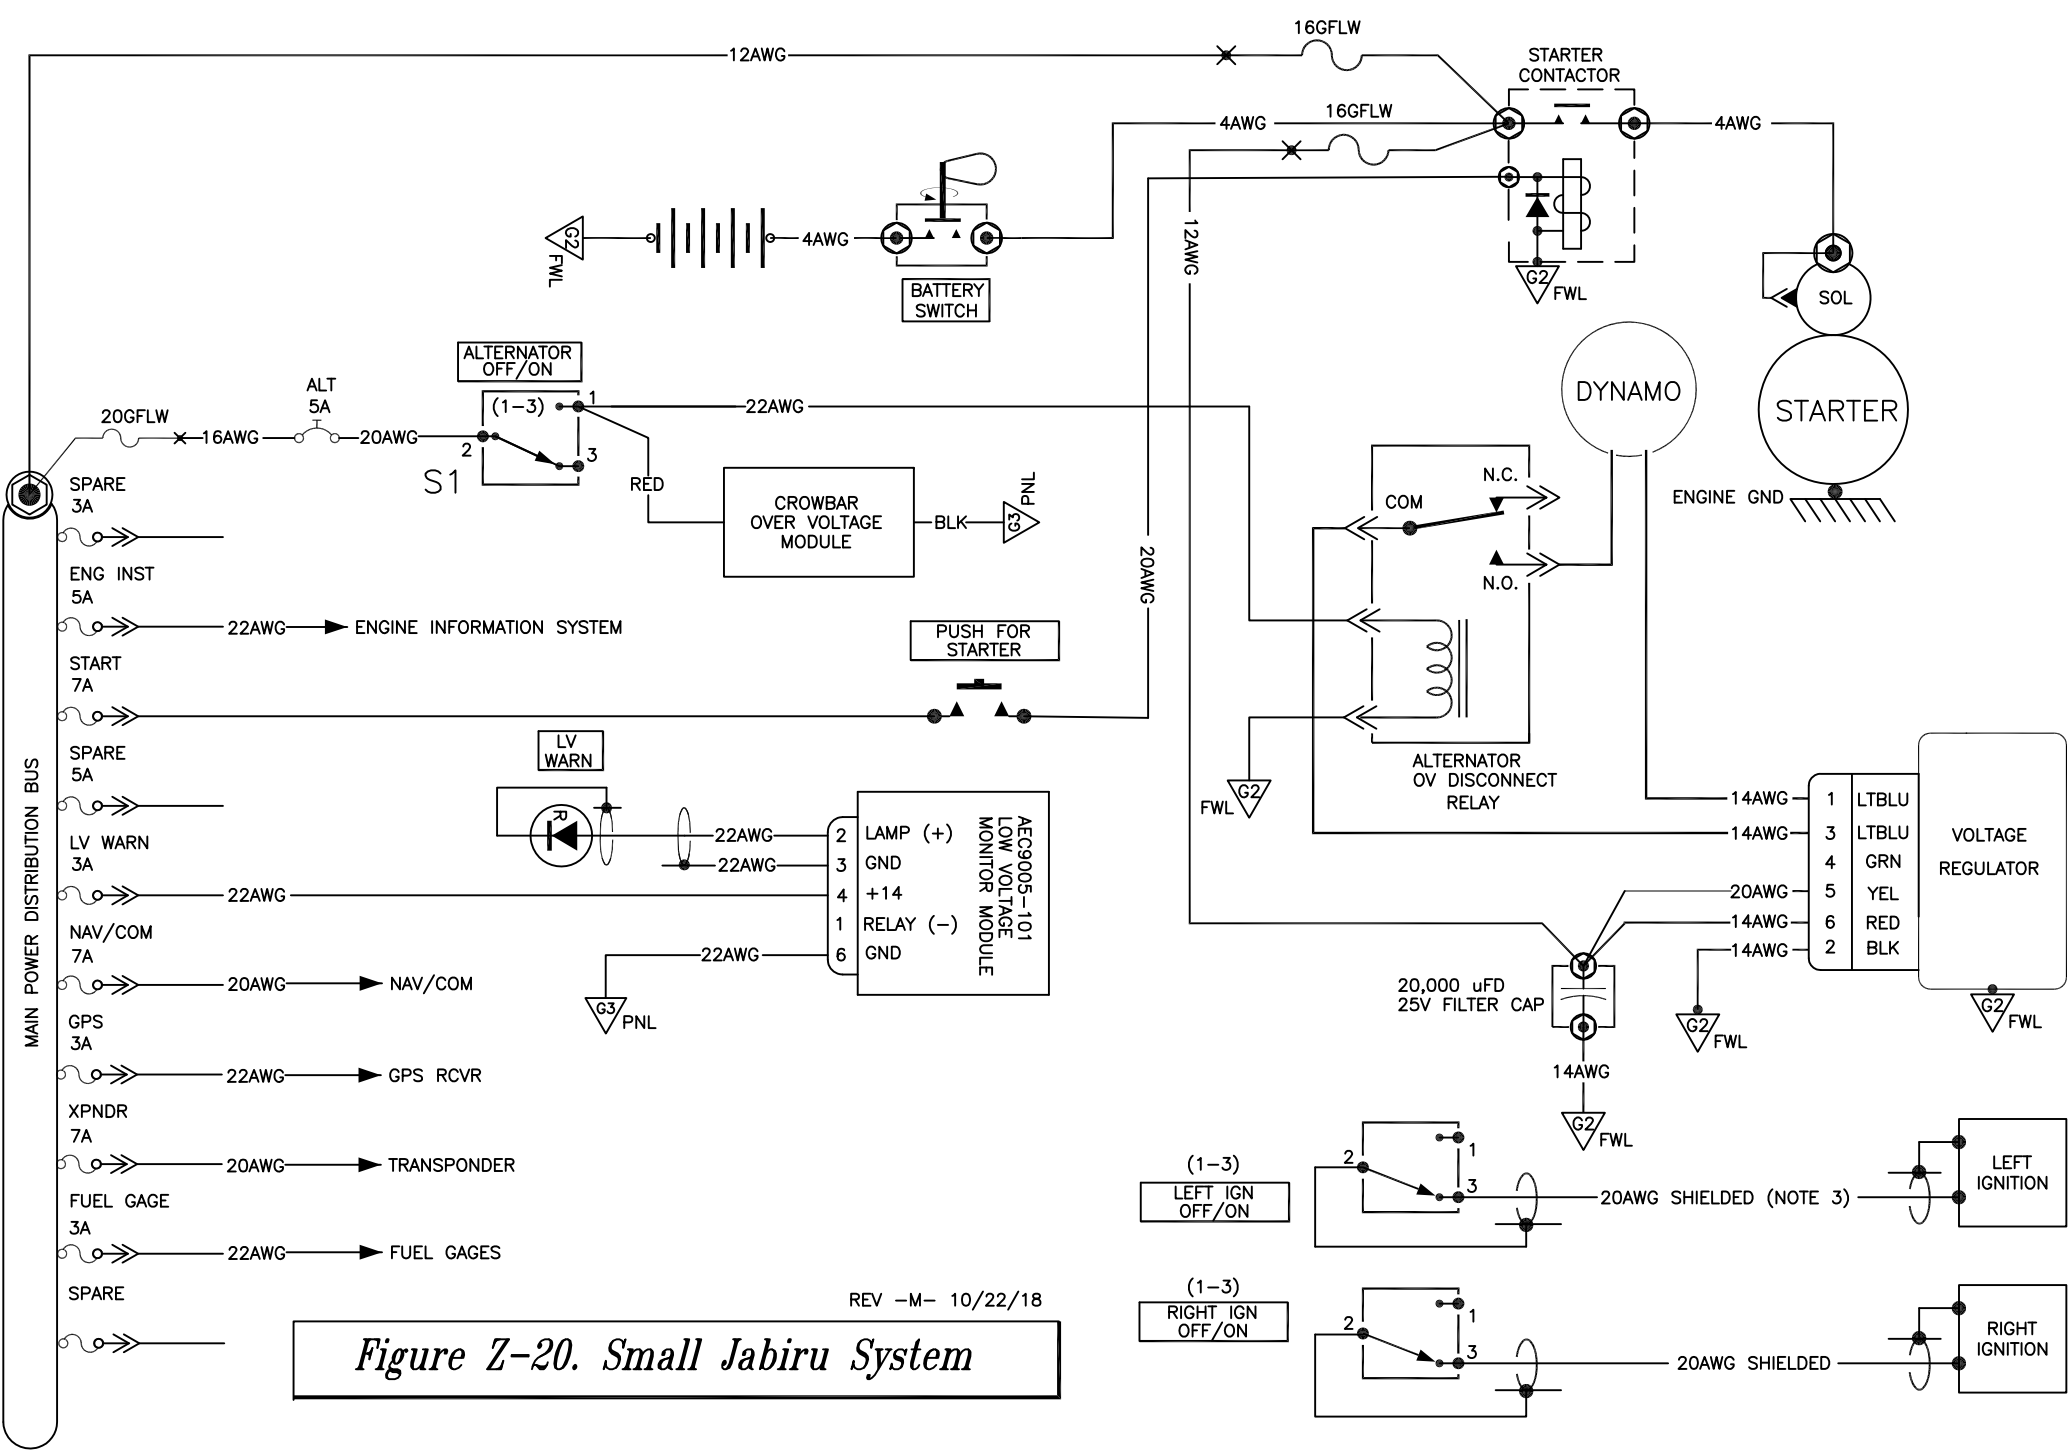 16GFLW
12AWG
STARTER
CONTACTOR
16GFLW
4AWG
4AWG
12AWG
4AWG
G2
FWL
BATTERY
SWITCH
G2
FWL
SOL
ALTERNATOR
OFF/ON
DYNAMO
STARTER
ALT
5A
(1-3)
1
22AWG
20GFLW
16AWG
20AWG
2
3
S1
RED
CROWBAR
OVER VOLTAGE
MODULE
BLK
G3
PNL
N.C.
COM
N.O.
ENGINE GND
20AWG
MAIN POWER DISTRIBUTION BUS
SPARE
3A
ENG INST
5A
22AWG
ENGINE INFORMATION SYSTEM
START
7A
PUSH FOR
STARTER
SPARE
5A
LV
WARN
ALTERNATOR
OV DISCONNECT
RELAY
FWL
G2
R
22AWG
2
LAMP (+)
22AWG
3
GND
LV WARN
3A
22AWG
4
+14
1
RELAY (-)
22AWG
6
GND
AEC9005-101
LOW VOLTAGE
MONITOR MODULE
G3
PNL
14AWG
1
LTBLU
14AWG
3
LTBLU
4
GRN
20AWG
5
YEL
14AWG
6
RED
14AWG
2
BLK
VOLTAGE
REGULATOR
G2
FWL
G2
FWL
20,000 uFD
25V FILTER CAP
14AWG
G2
FWL
NAV/COM
7A
20AWG
NAV/COM
GPS
3A
22AWG
GPS RCVR
XPNDR
7A
20AWG
TRANSPONDER
FUEL GAGE
3A
22AWG
FUEL GAGES
SPARE
(1-3)
LEFT IGN
OFF/ON
2
1
3
20AWG SHIELDED (NOTE 3)
LEFT
IGNITION
(1-3)
RIGHT IGN
OFF/ON
2
1
3
20AWG SHIELDED
RIGHT
IGNITION
REV -M- 10/22/18
Figure Z-20. Small Jabiru System